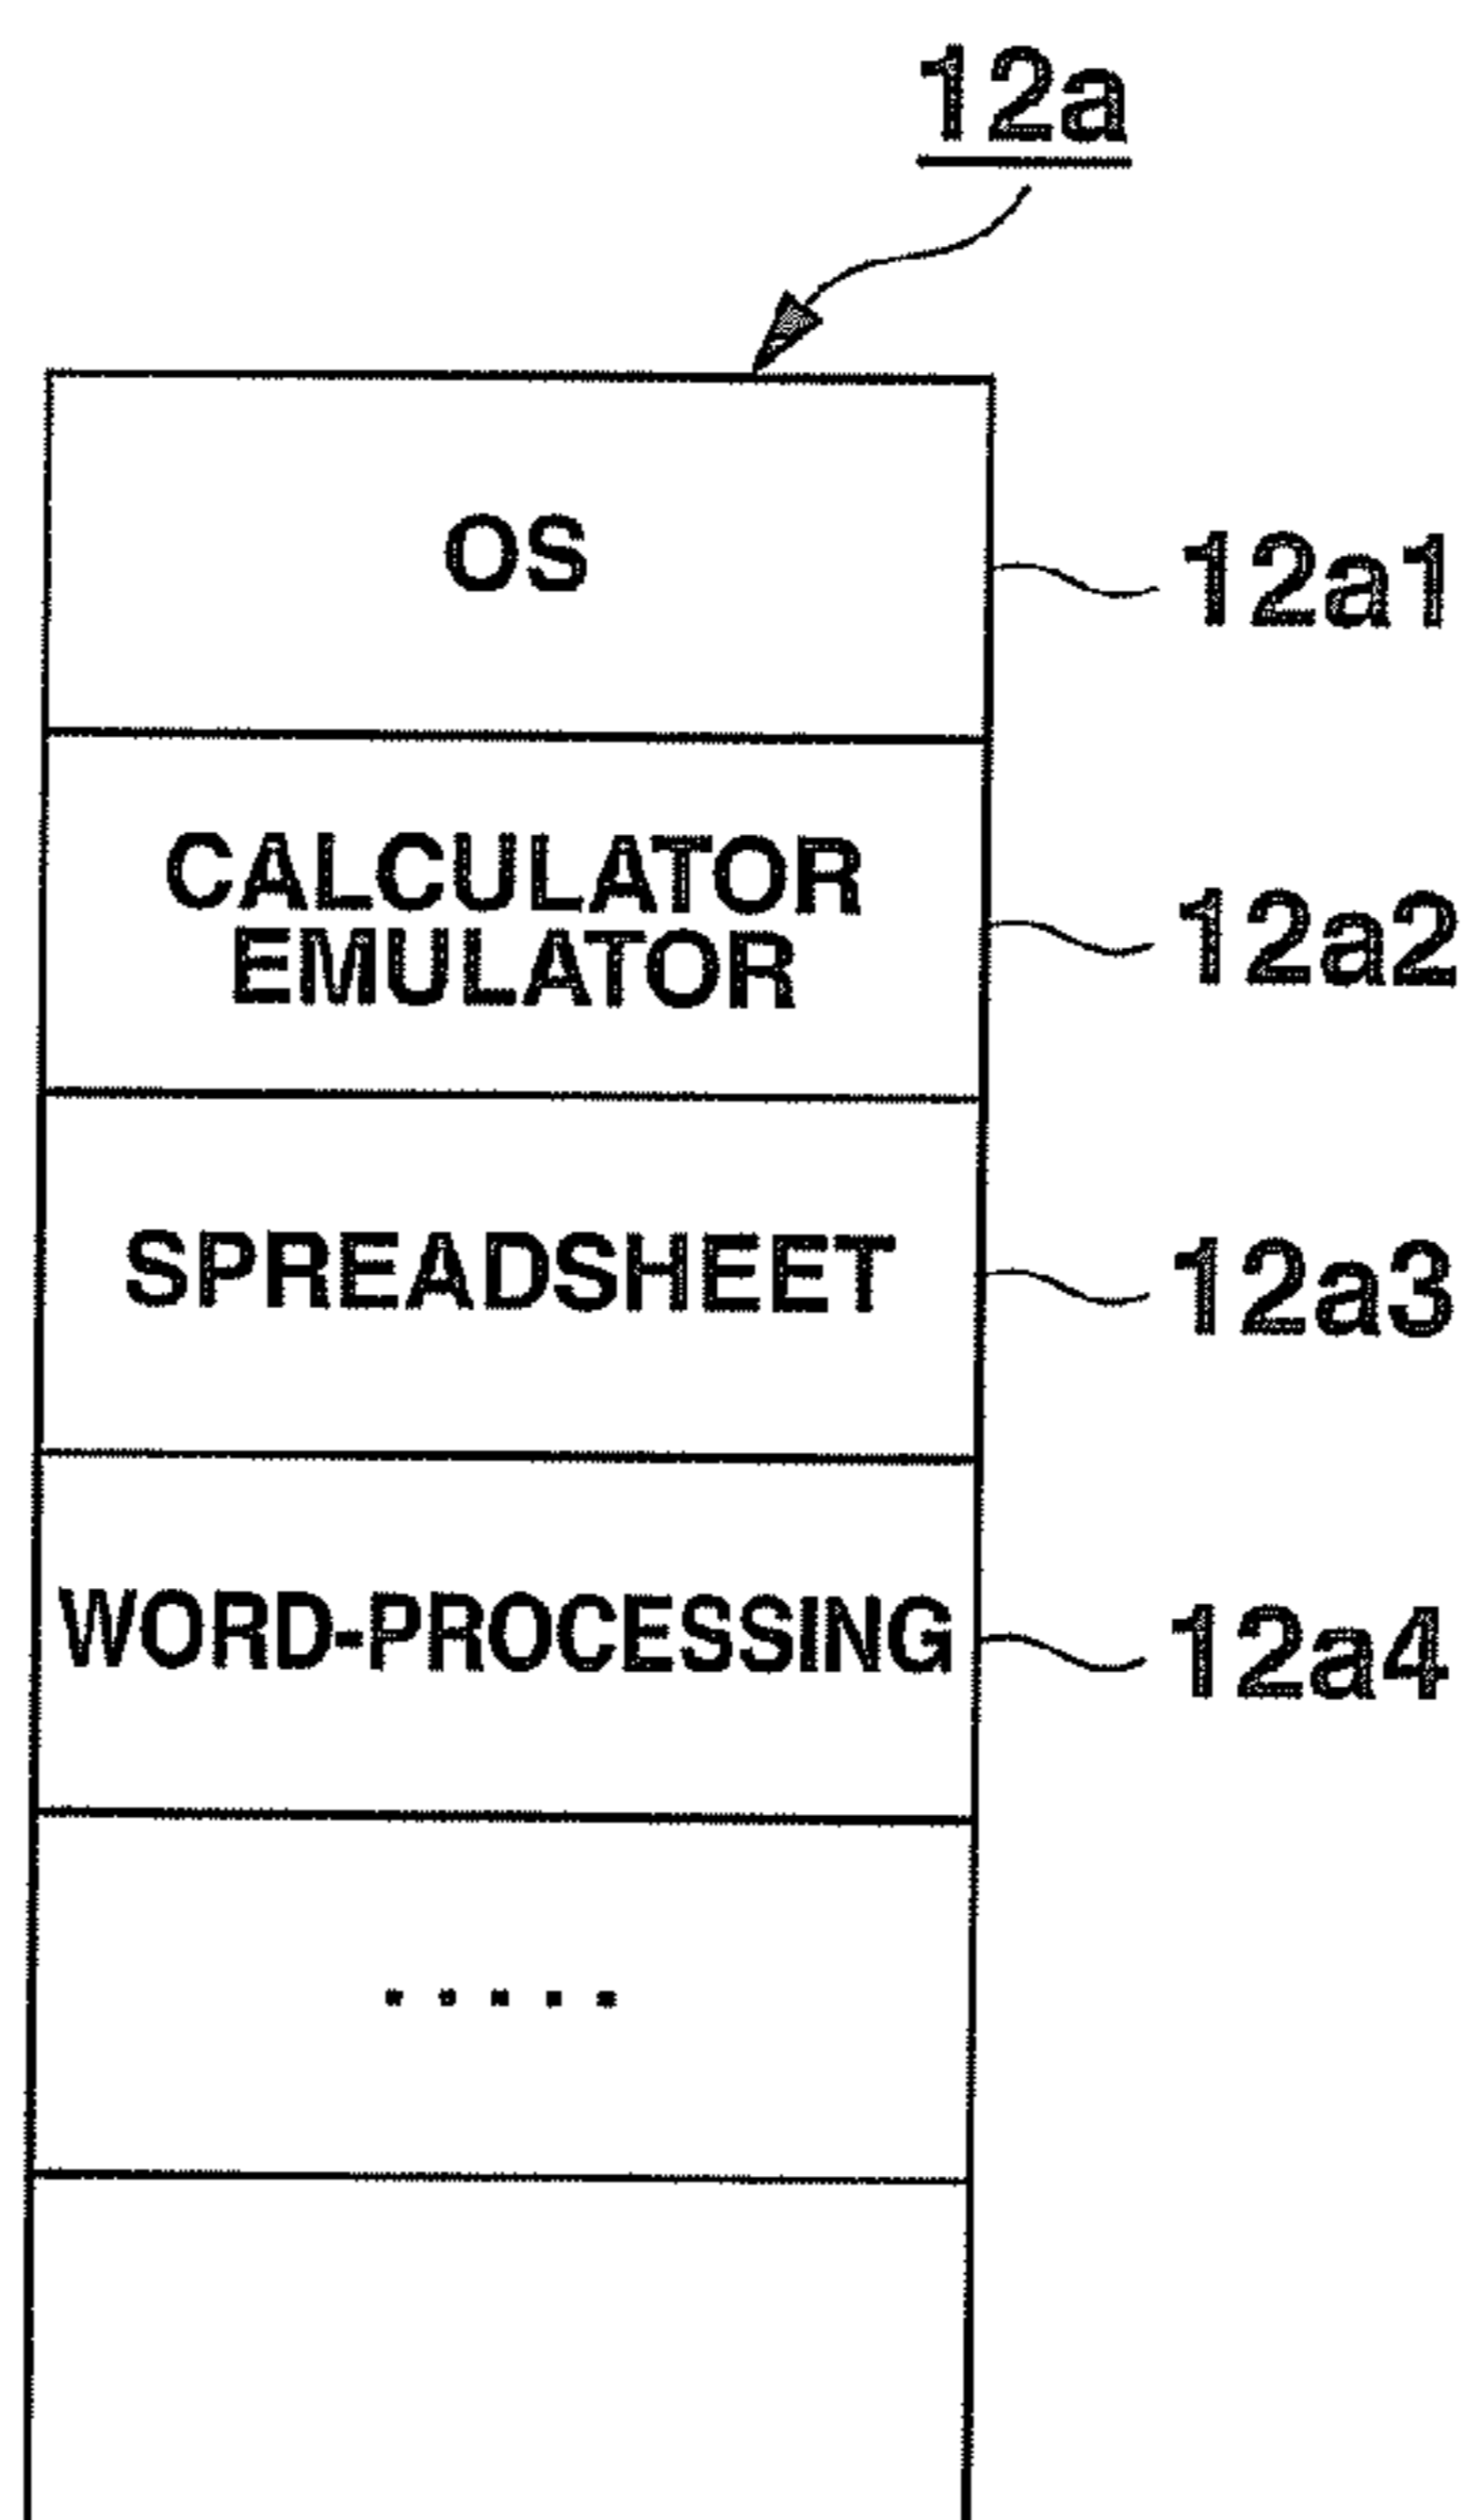 12a
OS
12a1
CALCULATOR
EMULATOR
12a2
SPREADSHEET
12a3
WORD-PROCESSING
12a4
.....